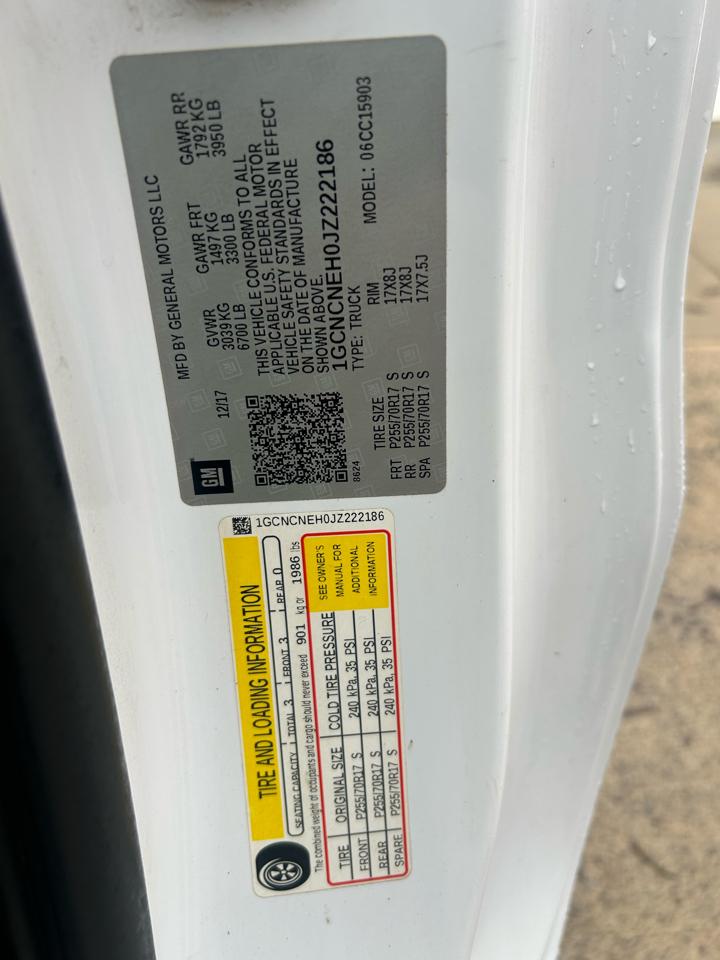 GM
12/17
MFD BY GENERAL MOTORS LLC
GVWR GAWR FRT GAWR RR
3039 KG 1497 KG 1792 KG
6700 LB 3300 LB 3950 LB
THIS VEHICLE CONFORMS TO ALL
APPLICABLE U.S. FEDERAL MOTOR
VEHICLE SAFETY STANDARDS IN EFFECT
ON THE DATE OF MANUFACTURE
SHOWN ABOVE.
1GCNCNEH0JZ222186
8624
TYPE: TRUCK MODEL: 06CC15903
TIRE SIZE RIM
FRT P255/70R17 S 17X8J
RR P255/70R17 S 17X8J
SPA P255/70R17 S 17X7.5J
TIRE AND LOADING INFORMATION
SEATING CAPACITY TOTAL 3 FRONT 3 REAR 0
The combined weight of occupants and cargo should never exceed 901 kg or 1986 lbs
TIRE ORIGINAL SIZE COLD TIRE PRESSURE
FRONT P255/70R17 S 240 kPa, 35 PSI
REAR P255/70R17 S 240 kPa, 35 PSI
SPARE P255/70R17 S 240 kPa, 35 PSI
SEE OWNER'S
MANUAL FOR
ADDITIONAL
INFORMATION
1GCNCNEH0JZ222186